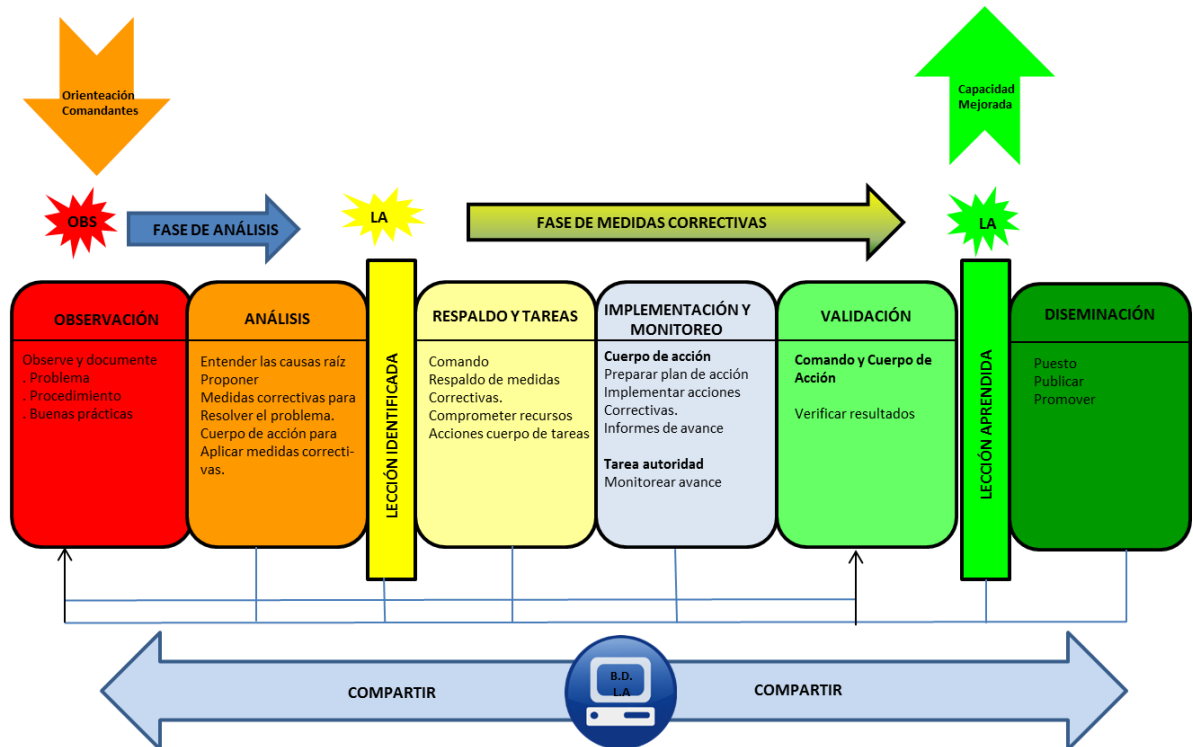 Orienteación
Comandantes
Capacidad
Mejorada
OBS
FASE DE ANÁLISIS
LA
FASE DE MEDIDAS CORRECTIVAS
LA
OBSERVACIÓN
Observe y documente
. Problema
. Procedimiento
. Buenas prácticas
ANÁLISIS
Entender las causas raíz
Proponer
Medidas correctivas para
Resolver el problema.
Cuerpo de acción para
Aplicar medidas correcti-
vas.
LECCIÓN IDENTIFICADA
RESPALDO Y TAREAS
Comando
Respaldo de medidas
Correctivas.
Comprometer recursos
Acciones cuerpo de tareas
IMPLEMENTACIÓN Y
MONITOREO
Cuerpo de acción
Preparar plan de acción
Implementar acciones
Correctivas.
Informes de avance
Tarea autoridad
Monitorear avance
VALIDACIÓN
Comando y Cuerpo de
Acción
Verificar resultados
LECCIÓN APRENDIDA
DISEMINACIÓN
Puesto
Publicar
Promover
COMPARTIR
B.D.
L.A
COMPARTIR